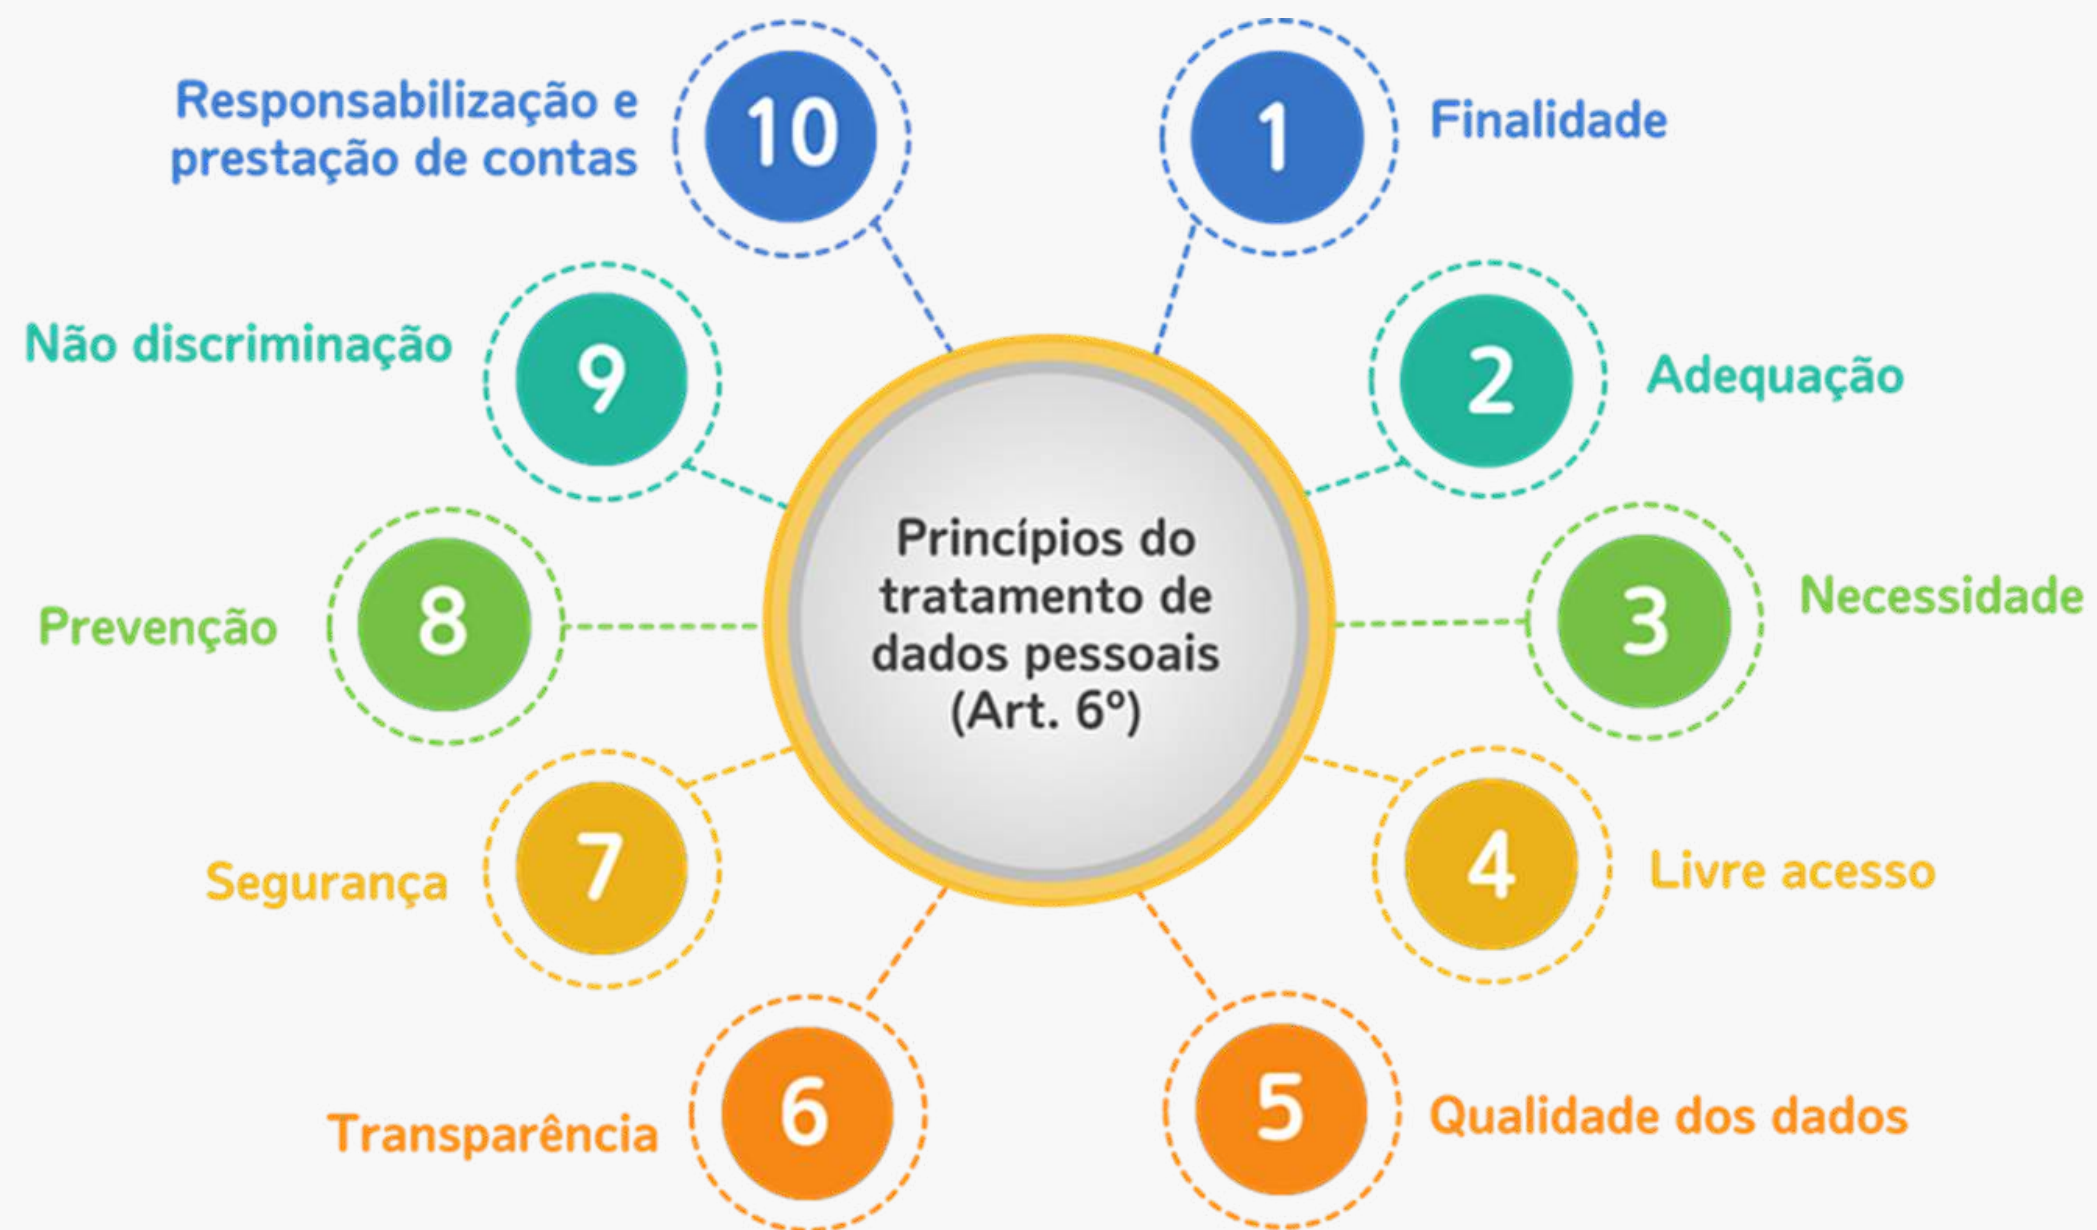 Princípios do
tratamento de
dados pessoais
(Art. 6º)
1
Finalidade
2
Adequação
3
Necessidade
4
Livre acesso
5
Qualidade dos dados
6
Transparência
7
Segurança
8
Prevenção
9
Não discriminação
10
Responsabilização e
prestação de contas